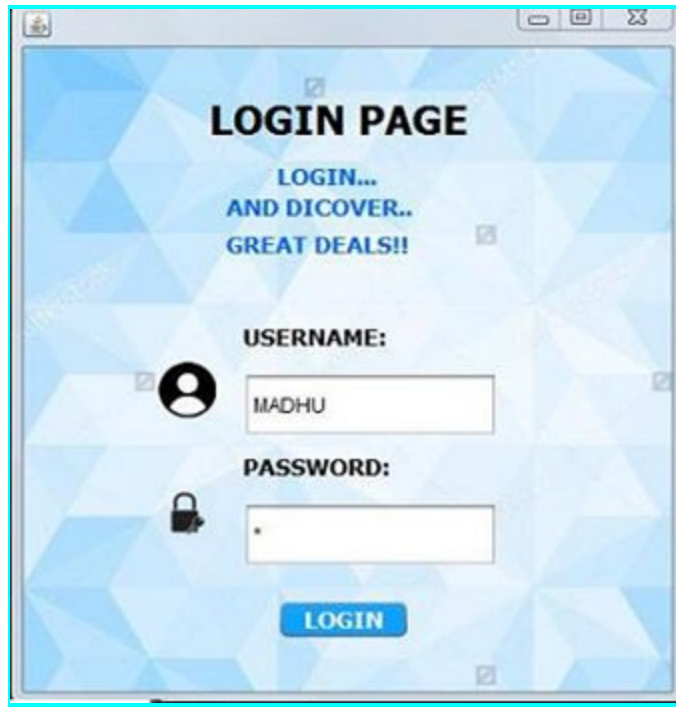 LOGIN PAGE
LOGIN...
AND DICOVER..
GREAT DEALS!!
USERNAME:
MADHU
PASSWORD:
*
LOGIN